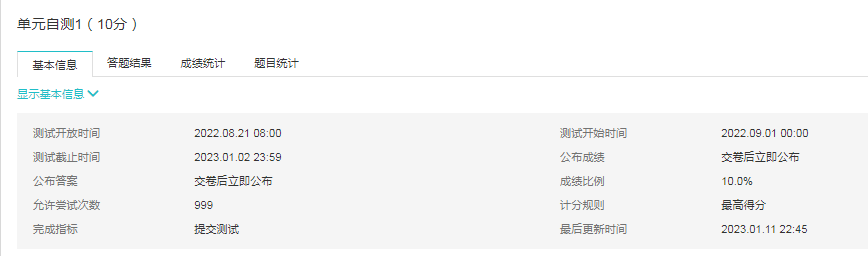 单元自测1（10分）
基本信息 答题结果 成绩统计 题目统计
显示基本信息
测试开放时间 2022.08.21 08:00 测试开始时间 2022.09.01 00:00
测试截止时间 2023.01.02 23:59 公布成绩 交卷后立即公布
公布答案 交卷后立即公布 成绩比例 10.0%
允许尝试次数 999 计分规则 最高得分
完成指标 提交测试 最后更新时间 2023.01.11 22:45